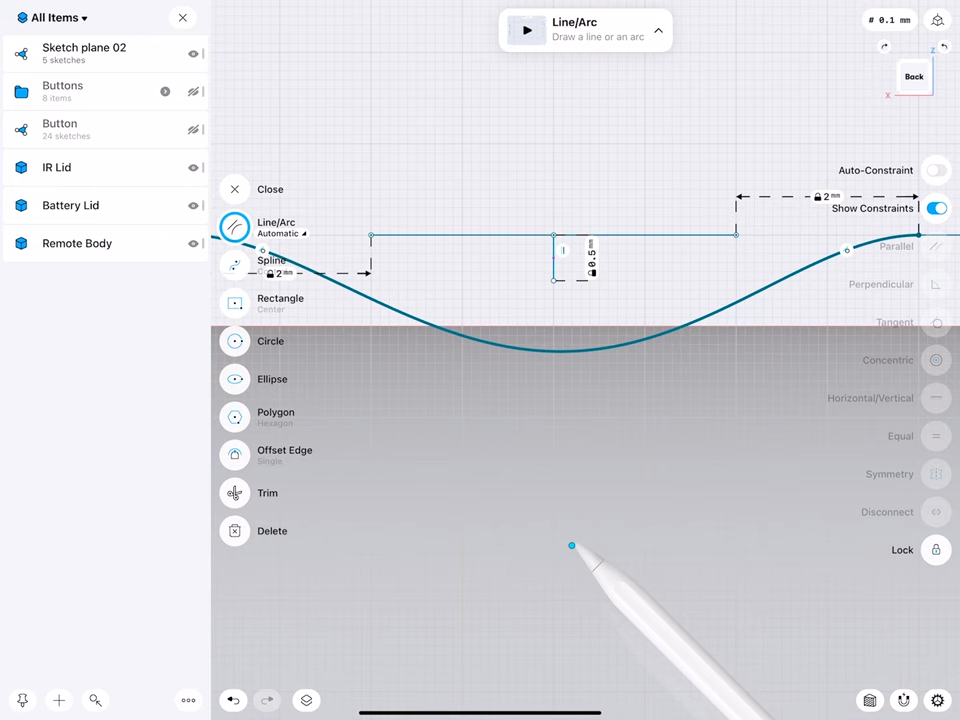 All Items ▾
Sketch plane 02
5 sketches
Buttons
8 items
Button
24 sketches
IR Lid
Battery Lid
Remote Body
Line/Arc
Draw a line or an arc
# 0.1 mm
Z
Back
X
Close
Line/Arc
Automatic
Spline
2 mm
Rectangle
Center
Circle
Ellipse
Polygon
Hexagon
Offset Edge
Single
Trim
Delete
0.5 mm
2 mm
Auto-Constraint
Show Constraints
Parallel
Perpendicular
Tangent
Concentric
Horizontal/Vertical
Equal
Symmetry
Disconnect
Lock